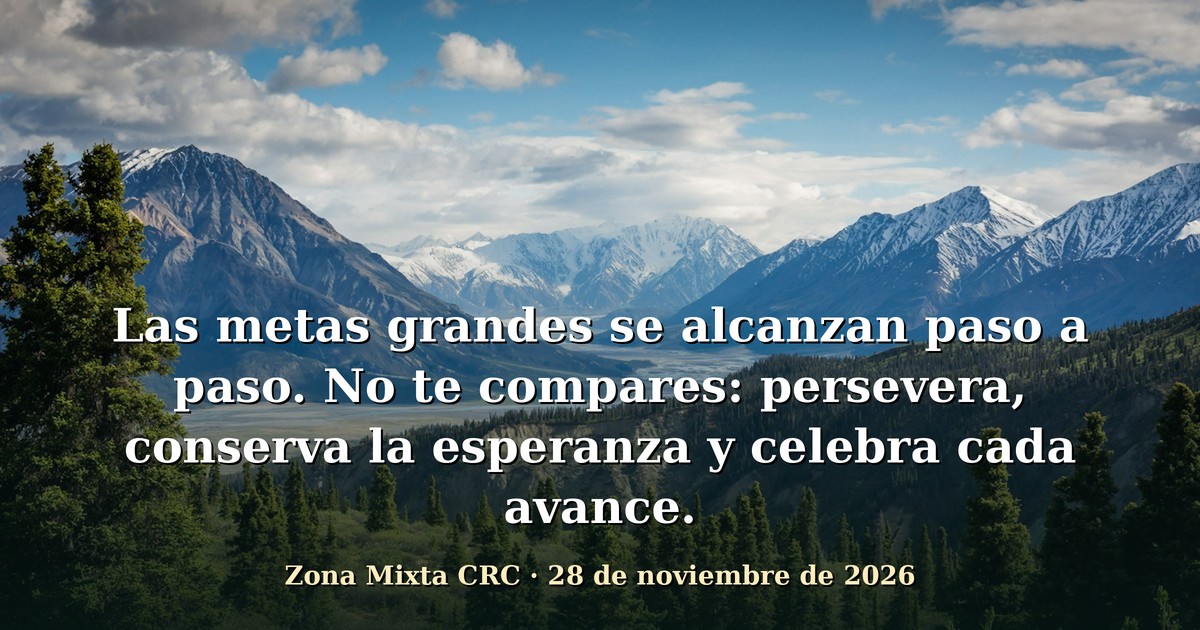 Las metas grandes se alcanzan paso a
paso. No te compares: persevera,
conserva la esperanza y celebra cada
avance.
Zona Mixta CRC · 28 de noviembre de 2026